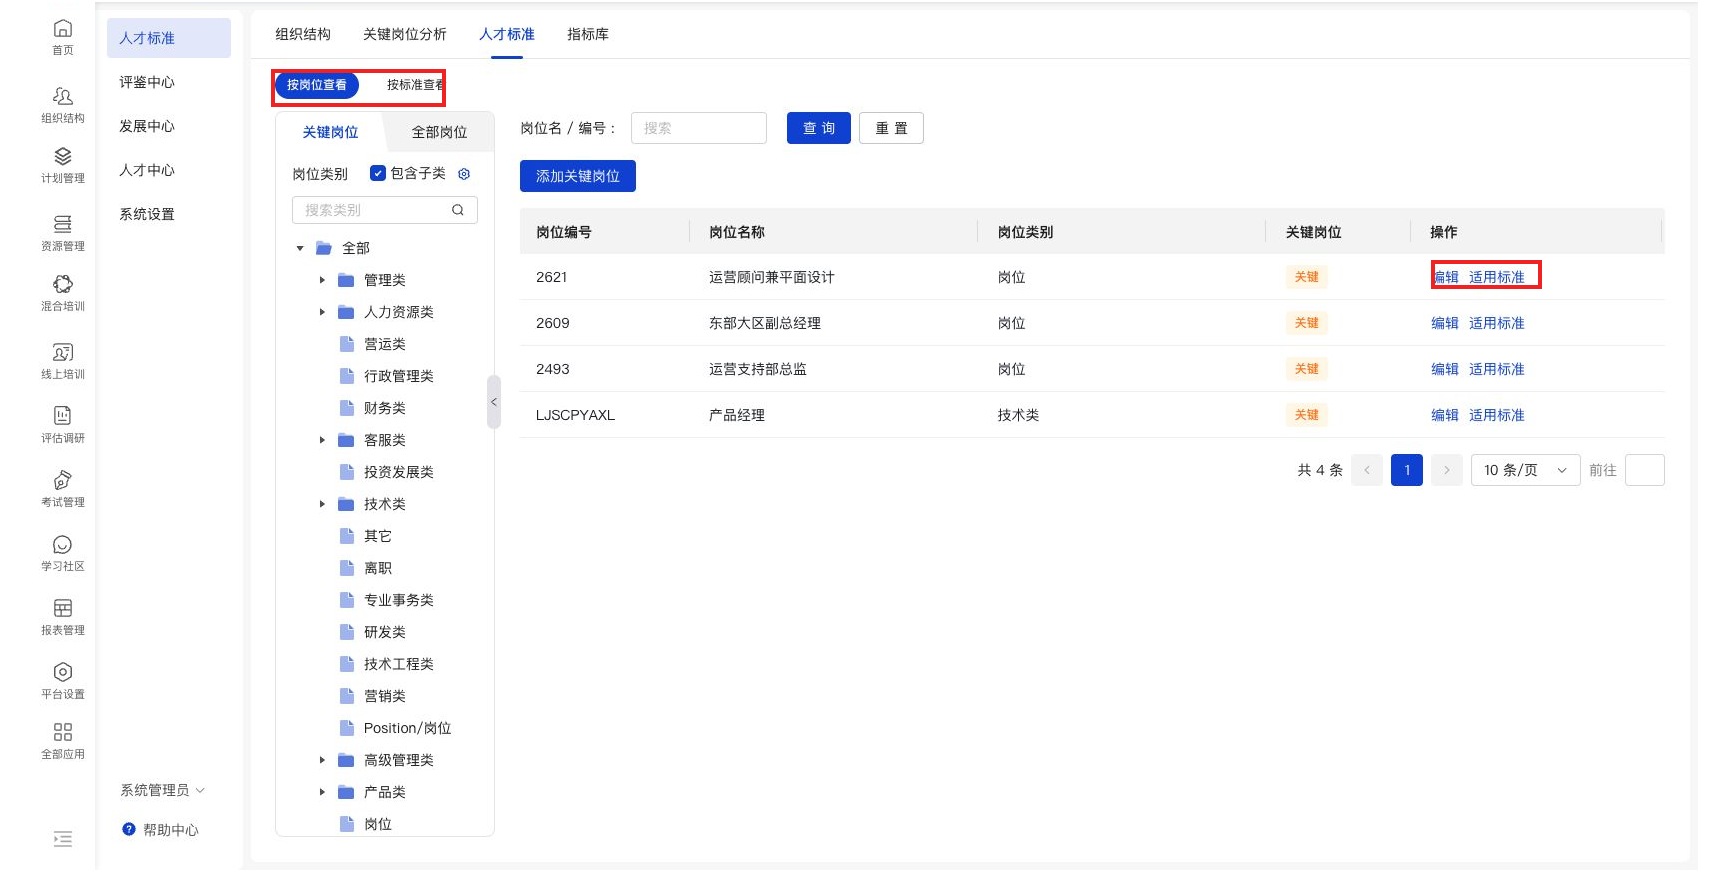 首页
组织结构
计划管理
资源管理
混合培训
线上培训
评估调研
考试管理
学习社区
报表管理
平台设置
全部应用
人才标准
评鉴中心
发展中心
人才中心
系统设置
系统管理员
帮助中心
组织结构 关键岗位分析 人才标准 指标库
按岗位查看 按标准查看
关键岗位 全部岗位
岗位类别 包含子类
搜索类别
全部
管理类
人力资源类
营运类
行政管理类
财务类
客服类
投资发展类
技术类
其它
离职
专业事务类
研发类
技术工程类
营销类
Position/岗位
高级管理类
产品类
岗位
岗位名 / 编号： 搜索 查 询 重 置
添加关键岗位
岗位编号 岗位名称 岗位类别 关键岗位 操作
2621 运营顾问兼平面设计 岗位 关键 编辑 适用标准
2609 东部大区副总经理 岗位 关键 编辑 适用标准
2493 运营支持部总监 岗位 关键 编辑 适用标准
LJSCPYAXL 产品经理 技术类 关键 编辑 适用标准
共 4 条 < 1 > 10 条/页 前往